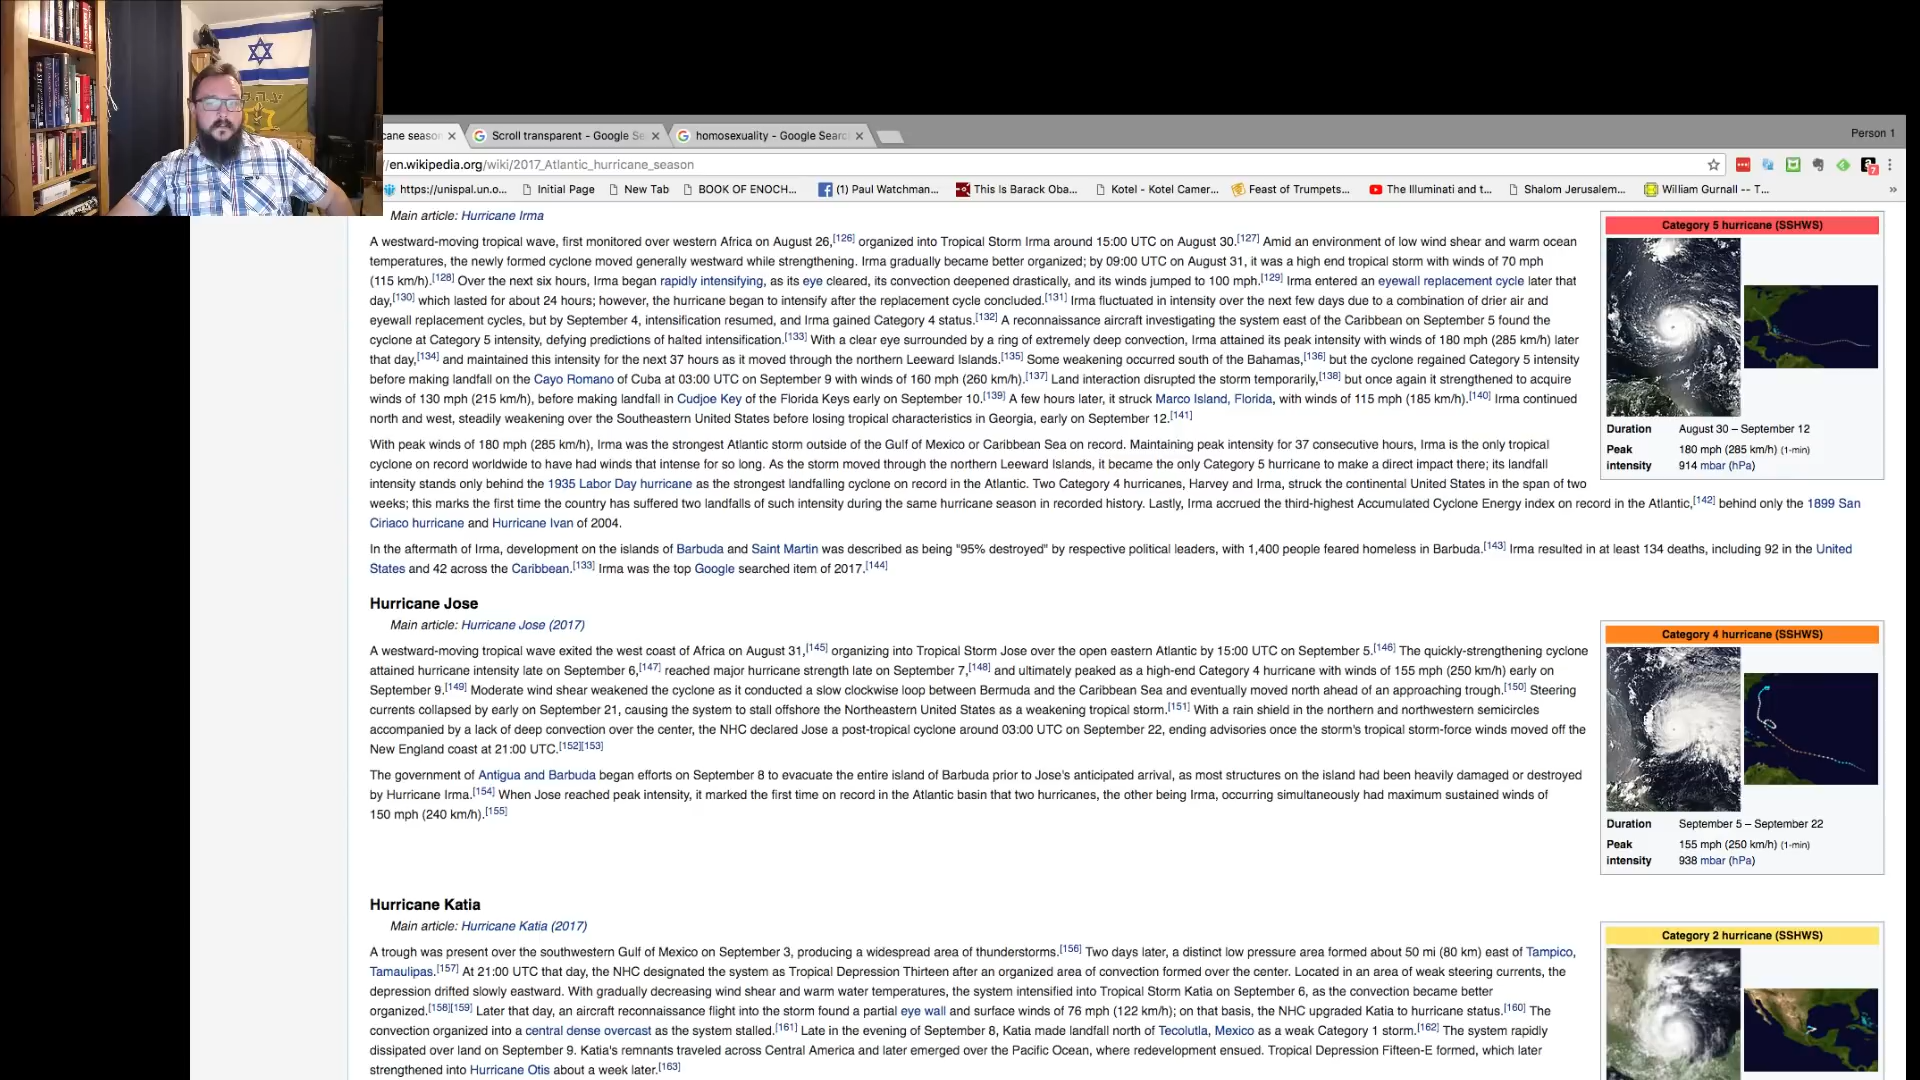 cane season
Scroll transparent - Google Se
homosexuality - Google Searc
Person 1
/en.wikipedia.org/wiki/2017_Atlantic_hurricane_season
https://unispal.un.o...
Initial Page
New Tab
BOOK OF ENOCH...
(1) Paul Watchman...
This Is Barack Oba...
Kotel - Kotel Camer...
Feast of Trumpets...
The Illuminati and t...
Shalom Jerusalem...
William Gurnall -- T...
»
Main article: Hurricane Irma
A westward-moving tropical wave, first monitored over western Africa on August 26,[126] organized into Tropical Storm Irma around 15:00 UTC on August 30.[127] Amid an environment of low wind shear and warm ocean
temperatures, the newly formed cyclone moved generally westward while strengthening. Irma gradually became better organized; by 09:00 UTC on August 31, it was a high end tropical storm with winds of 70 mph
(115 km/h).[128] Over the next six hours, Irma began rapidly intensifying, as its eye cleared, its convection deepened drastically, and its winds jumped to 100 mph.[129] Irma entered an eyewall replacement cycle later that
day,[130] which lasted for about 24 hours; however, the hurricane began to intensify after the replacement cycle concluded.[131] Irma fluctuated in intensity over the next few days due to a combination of drier air and
eyewall replacement cycles, but by September 4, intensification resumed, and Irma gained Category 4 status.[132] A reconnaissance aircraft investigating the system east of the Caribbean on September 5 found the
cyclone at Category 5 intensity, defying predictions of halted intensification.[133] With a clear eye surrounded by a ring of extremely deep convection, Irma attained its peak intensity with winds of 180 mph (285 km/h) later
that day,[134] and maintained this intensity for the next 37 hours as it moved through the northern Leeward Islands.[135] Some weakening occurred south of the Bahamas,[136] but the cyclone regained Category 5 intensity
before making landfall on the Cayo Romano of Cuba at 03:00 UTC on September 9 with winds of 160 mph (260 km/h).[137] Land interaction disrupted the storm temporarily,[138] but once again it strengthened to acquire
winds of 130 mph (215 km/h), before making landfall in Cudjoe Key of the Florida Keys early on September 10.[139] A few hours later, it struck Marco Island, Florida, with winds of 115 mph (185 km/h).[140] Irma continued
north and west, steadily weakening over the Southeastern United States before losing tropical characteristics in Georgia, early on September 12.[141]
Category 5 hurricane (SSHWS)
Duration August 30 – September 12
Peak 180 mph (285 km/h) (1-min)
intensity 914 mbar (hPa)
With peak winds of 180 mph (285 km/h), Irma was the strongest Atlantic storm outside of the Gulf of Mexico or Caribbean Sea on record. Maintaining peak intensity for 37 consecutive hours, Irma is the only tropical
cyclone on record worldwide to have had winds that intense for so long. As the storm moved through the northern Leeward Islands, it became the only Category 5 hurricane to make a direct impact there; its landfall
intensity stands only behind the 1935 Labor Day hurricane as the strongest landfalling cyclone on record in the Atlantic. Two Category 4 hurricanes, Harvey and Irma, struck the continental United States in the span of two
weeks; this marks the first time the country has suffered two landfalls of such intensity during the same hurricane season in recorded history. Lastly, Irma accrued the third-highest Accumulated Cyclone Energy index on record in the Atlantic,[142] behind only the 1899 San
Ciriaco hurricane and Hurricane Ivan of 2004.
In the aftermath of Irma, development on the islands of Barbuda and Saint Martin was described as being "95% destroyed" by respective political leaders, with 1,400 people feared homeless in Barbuda.[143] Irma resulted in at least 134 deaths, including 92 in the United
States and 42 across the Caribbean.[133] Irma was the top Google searched item of 2017.[144]
Hurricane Jose
Main article: Hurricane Jose (2017)
A westward-moving tropical wave exited the west coast of Africa on August 31,[145] organizing into Tropical Storm Jose over the open eastern Atlantic by 15:00 UTC on September 5.[146] The quickly-strengthening cyclone
attained hurricane intensity late on September 6,[147] reached major hurricane strength late on September 7,[148] and ultimately peaked as a high-end Category 4 hurricane with winds of 155 mph (250 km/h) early on
September 9.[149] Moderate wind shear weakened the cyclone as it conducted a slow clockwise loop between Bermuda and the Caribbean Sea and eventually moved north ahead of an approaching trough.[150] Steering
currents collapsed by early on September 21, causing the system to stall offshore the Northeastern United States as a weakening tropical storm.[151] With a rain shield in the northern and northwestern semicircles
accompanied by a lack of deep convection over the center, the NHC declared Jose a post-tropical cyclone around 03:00 UTC on September 22, ending advisories once the storm's tropical storm-force winds moved off the
New England coast at 21:00 UTC.[152][153]
The government of Antigua and Barbuda began efforts on September 8 to evacuate the entire island of Barbuda prior to Jose's anticipated arrival, as most structures on the island had been heavily damaged or destroyed
by Hurricane Irma.[154] When Jose reached peak intensity, it marked the first time on record in the Atlantic basin that two hurricanes, the other being Irma, occurring simultaneously had maximum sustained winds of
150 mph (240 km/h).[155]
Category 4 hurricane (SSHWS)
Duration September 5 – September 22
Peak 155 mph (250 km/h) (1-min)
intensity 938 mbar (hPa)
Hurricane Katia
Main article: Hurricane Katia (2017)
A trough was present over the southwestern Gulf of Mexico on September 3, producing a widespread area of thunderstorms.[156] Two days later, a distinct low pressure area formed about 50 mi (80 km) east of Tampico,
Tamaulipas.[157] At 21:00 UTC that day, the NHC designated the system as Tropical Depression Thirteen after an organized area of convection formed over the center. Located in an area of weak steering currents, the
depression drifted slowly eastward. With gradually decreasing wind shear and warm water temperatures, the system intensified into Tropical Storm Katia on September 6, as the convection became better
organized.[158][159] Later that day, an aircraft reconnaissance flight into the storm found a partial eye wall and surface winds of 76 mph (122 km/h); on that basis, the NHC upgraded Katia to hurricane status.[160] The
convection organized into a central dense overcast as the system stalled.[161] Late in the evening of September 8, Katia made landfall north of Tecolutla, Mexico as a weak Category 1 storm.[162] The system rapidly
dissipated over land on September 9. Katia's remnants traveled across Central America and later emerged over the Pacific Ocean, where redevelopment ensued. Tropical Depression Fifteen-E formed, which later
strengthened into Hurricane Otis about a week later.[163]
Category 2 hurricane (SSHWS)